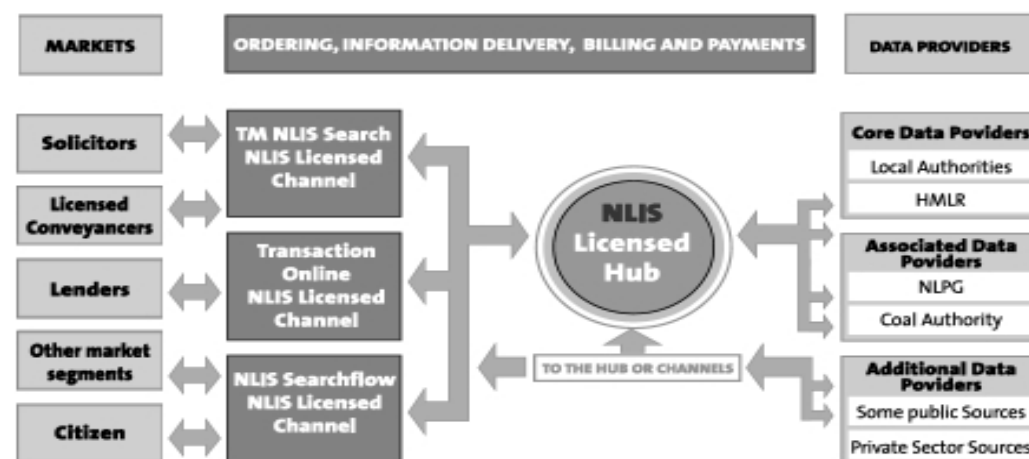 MARKETS
ORDERING, INFORMATION DELIVERY, BILLING AND PAYMENTS
DATA PROVIDERS
Solicitors
Licensed
Conveyancers
Lenders
Other market
segments
Citizen
TM NLIS Search
NLIS Licensed
Channel
Transaction
Online
NLIS Licensed
Channel
NLIS Searchflow
NLIS Licensed
Channel
NLIS
Licensed
Hub
TO THE HUB OR CHANNELS
Core Data Poviders
Local Authorities
HMLR
Associated Data
Poviders
NLPG
Coal Authority
Additional Data
Poviders
Some public Sources
Private Sector Sources